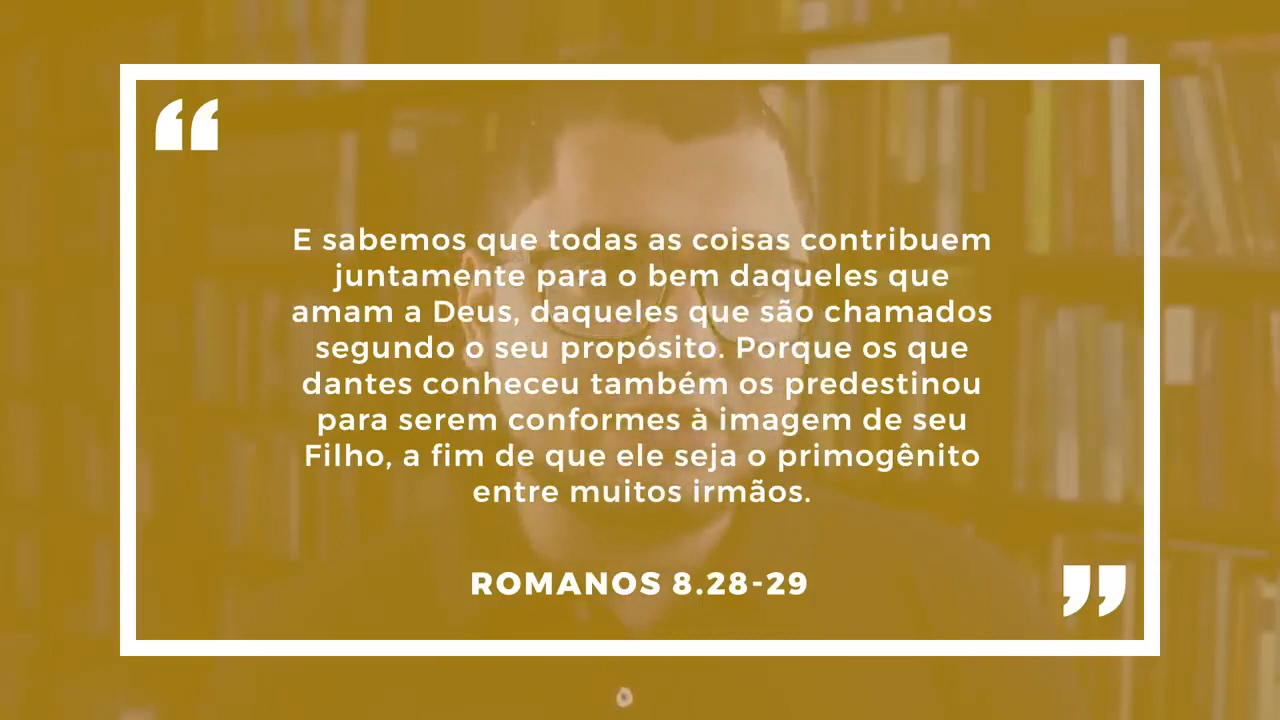 “
E sabemos que todas as coisas contribuem
juntamente para o bem daqueles que
amam a Deus, daqueles que são chamados
segundo o seu propósito. Porque os que
dantes conheceu também os predestinou
para serem conformes à imagem de seu
Filho, a fim de que ele seja o primogênito
entre muitos irmãos.
ROMANOS 8.28-29
”